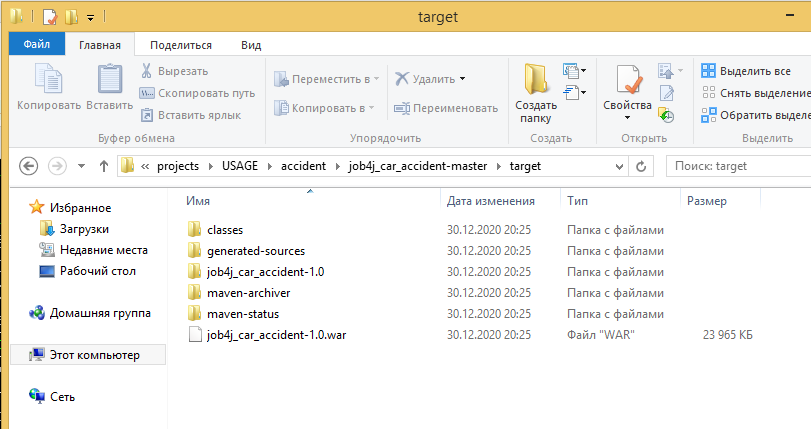 target
Файл Главная Поделиться Вид
Копировать Вставить Вырезать Скопировать путь Вставить ярлык
Буфер обмена
Переместить в Копировать в Удалить Переименовать
Упорядочить
Создать папку
Создать
Свойства
Открыть
Выделить все
Снять выделение
Обратить выделе
Выделить
« projects USAGE accident job4j_car_accident-master target
Поиск: target
Избранное
Загрузки
Недавние места
Рабочий стол
Домашняя группа
Этот компьютер
Сеть
Имя Дата изменения Тип Размер
classes 30.12.2020 20:25 Папка с файлами
generated-sources 30.12.2020 20:25 Папка с файлами
job4j_car_accident-1.0 30.12.2020 20:25 Папка с файлами
maven-archiver 30.12.2020 20:25 Папка с файлами
maven-status 30.12.2020 20:25 Папка с файлами
job4j_car_accident-1.0.war 30.12.2020 20:25 Файл "WAR" 23 965 КБ